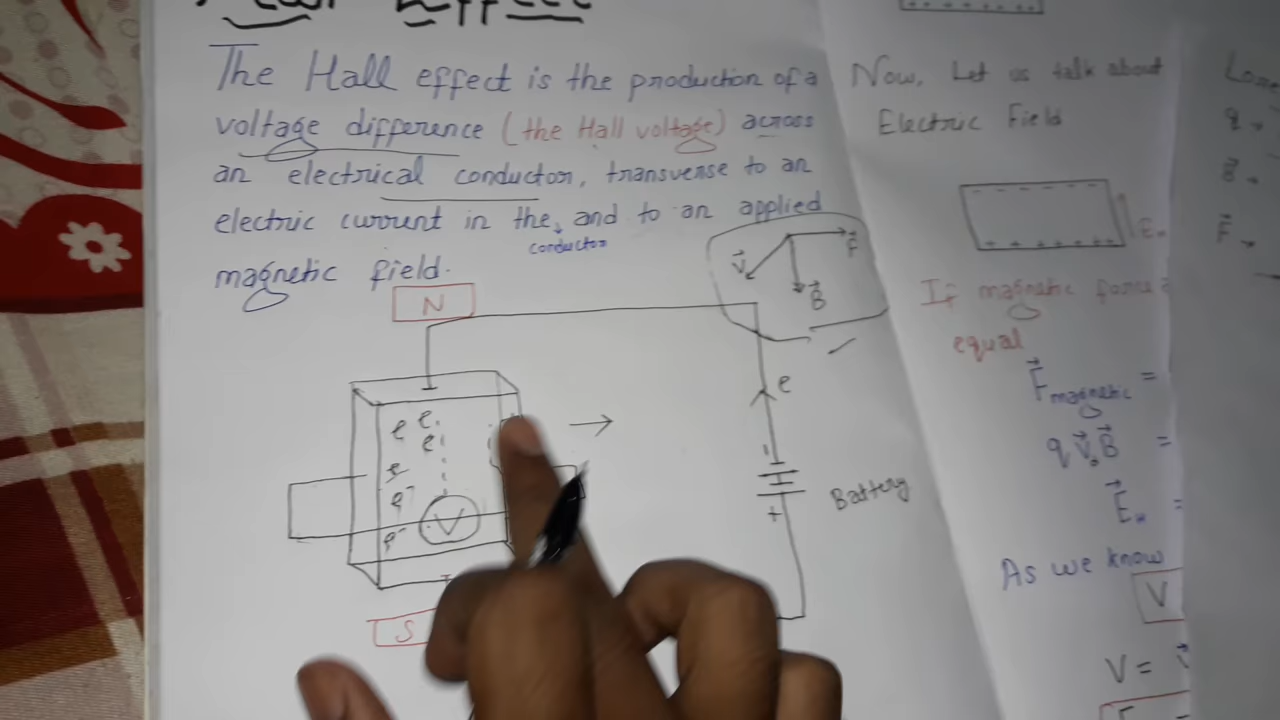 The Hall effect is the production of a
voltage difference (the Hall voltage) across
an electrical conductor, transverse to an
electric current in the, and to an applied
conductor
magnetic field.
N
V
F
B
e
e
e
e
e
e-
e-
V
S
e
-
+
Battery
Now, Let us talk about
Electric Field
If magnetic force
equal
F magnetic =
q V B =
E =
As we know
V
V =
q
B
F